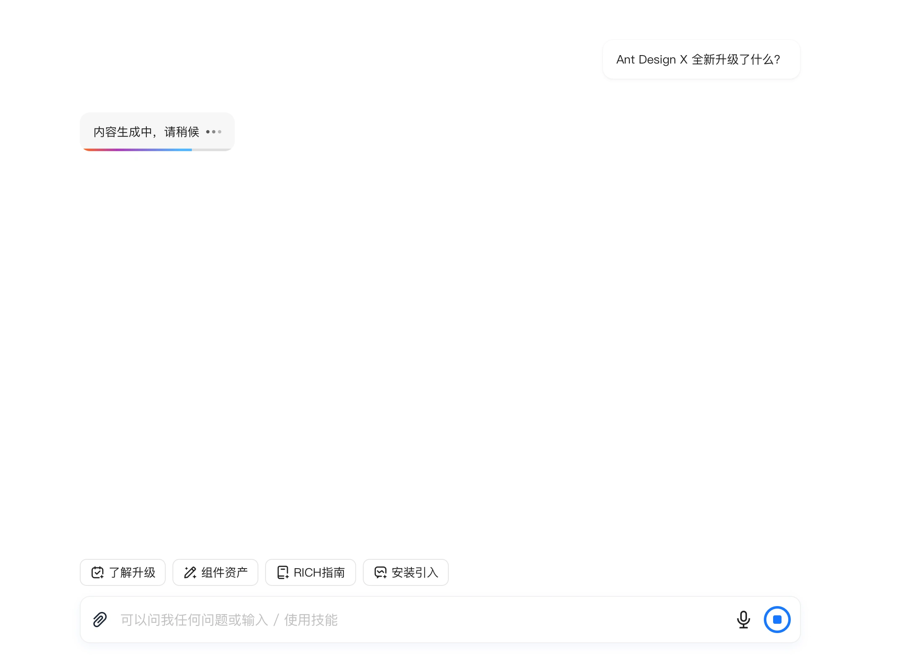 Ant Design X 全新升级了什么?
内容生成中，请稍候
了解升级 组件资产 RICH指南 安装引入
可以问我任何问题或输入 / 使用技能